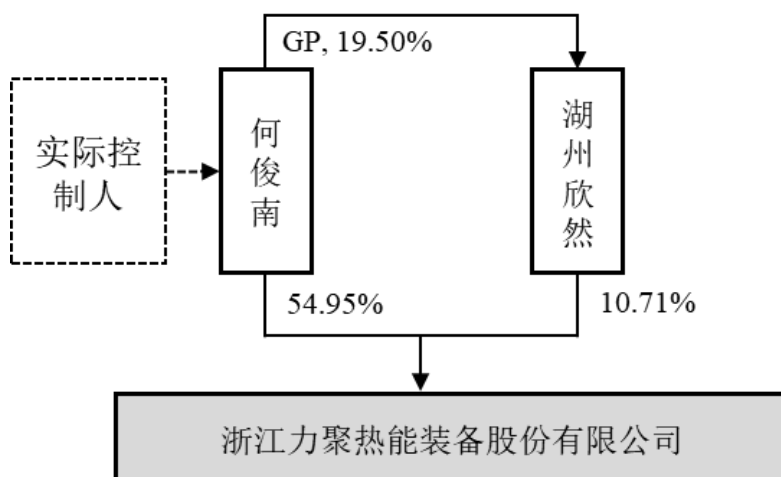 GP, 19.50%
实际控
制人
何俊南
湖州欣然
54.95%
10.71%
浙江力聚热能装备股份有限公司